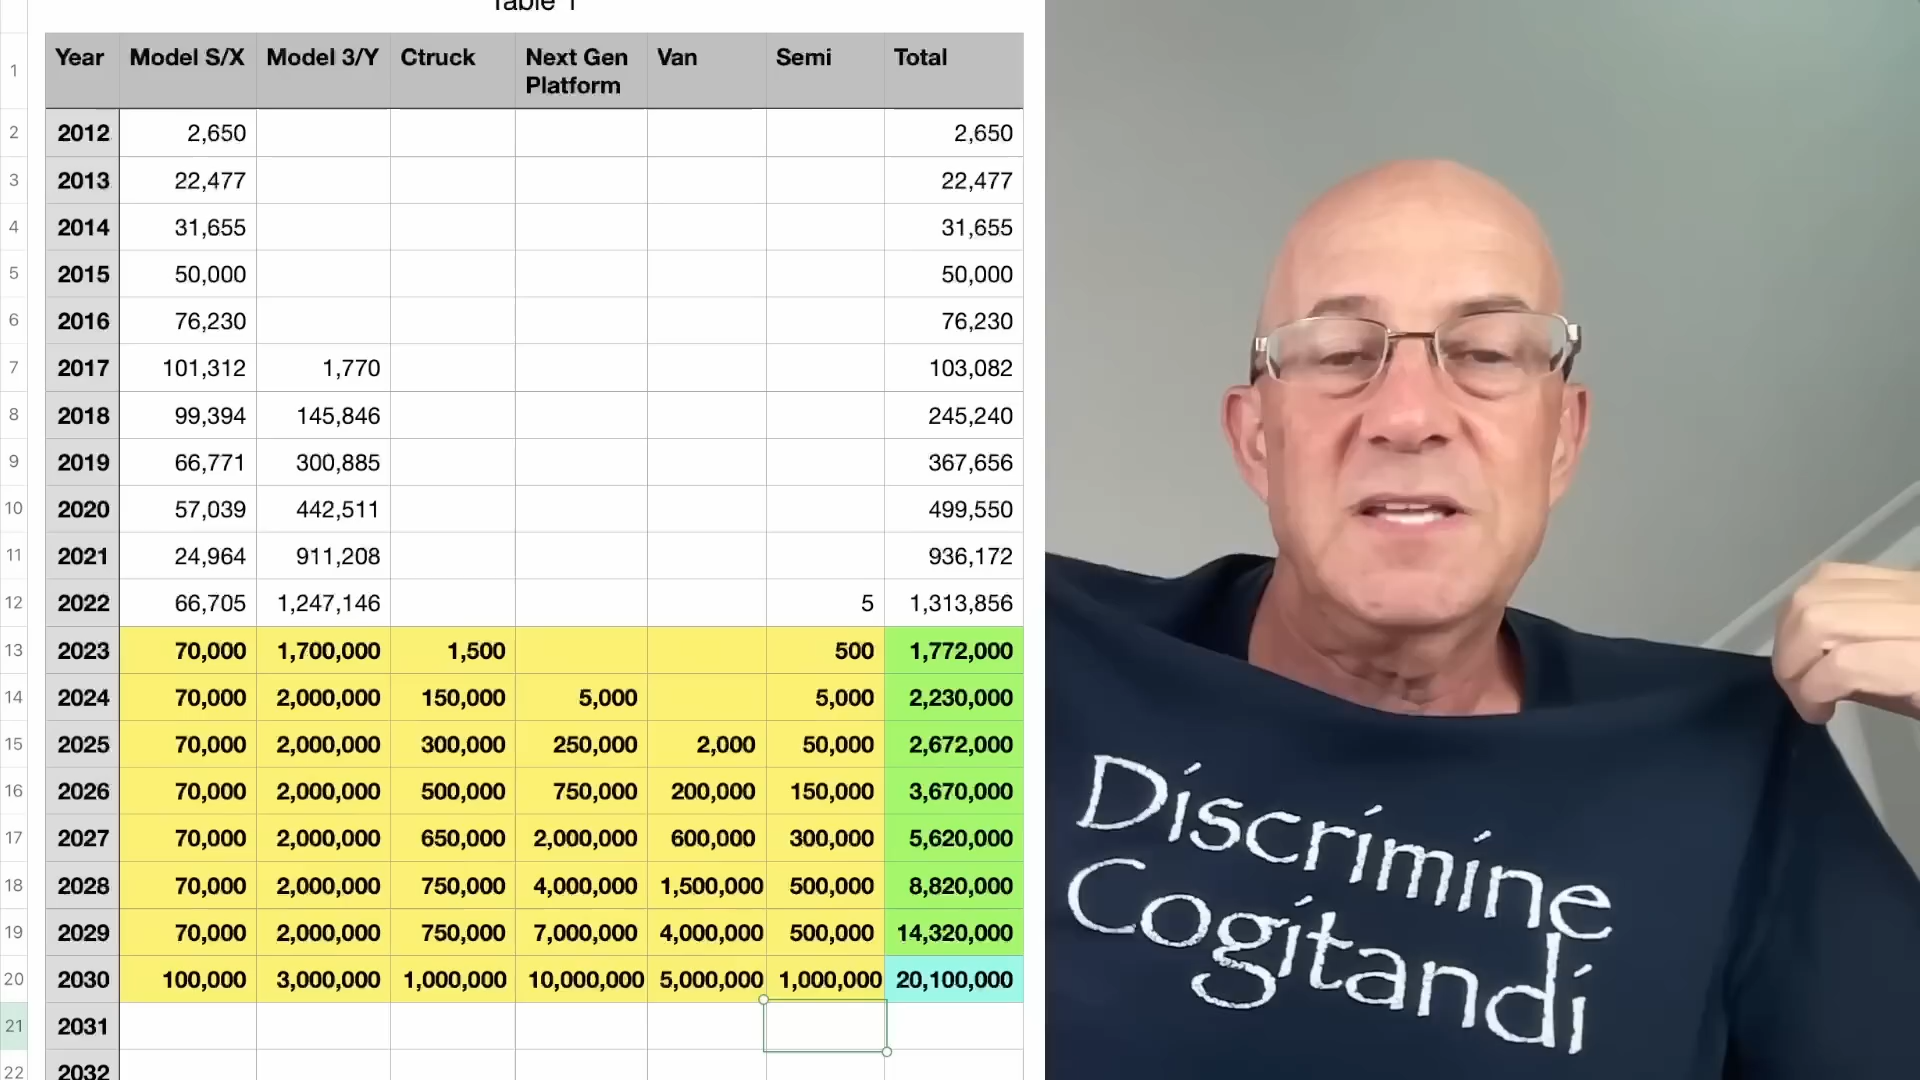 Table 1
1 Year Model S/X Model 3/Y Ctruck Next Gen Platform Van Semi Total
2 2012 2,650 2,650
3 2013 22,477 22,477
4 2014 31,655 31,655
5 2015 50,000 50,000
6 2016 76,230 76,230
7 2017 101,312 1,770 103,082
8 2018 99,394 145,846 245,240
9 2019 66,771 300,885 367,656
10 2020 57,039 442,511 499,550
11 2021 24,964 911,208 936,172
12 2022 66,705 1,247,146 5 1,313,856
13 2023 70,000 1,700,000 1,500 500 1,772,000
14 2024 70,000 2,000,000 150,000 5,000 5,000 2,230,000
15 2025 70,000 2,000,000 300,000 250,000 2,000 50,000 2,672,000
16 2026 70,000 2,000,000 500,000 750,000 200,000 150,000 3,670,000
17 2027 70,000 2,000,000 650,000 2,000,000 600,000 300,000 5,620,000
18 2028 70,000 2,000,000 750,000 4,000,000 1,500,000 500,000 8,820,000
19 2029 70,000 2,000,000 750,000 7,000,000 4,000,000 500,000 14,320,000
20 2030 100,000 3,000,000 1,000,000 10,000,000 5,000,000 1,000,000 20,100,000
21 2031
22 2032
Discrimine
Cogitandi